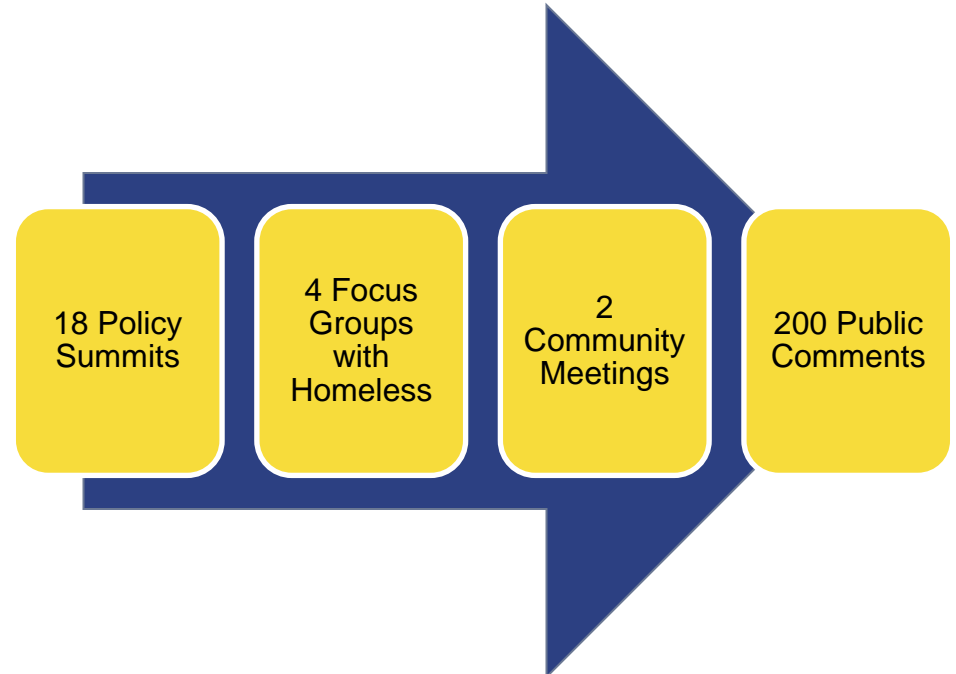 18 Policy
Summits
4 Focus
Groups
with
Homeless
2
Community
Meetings
200 Public
Comments